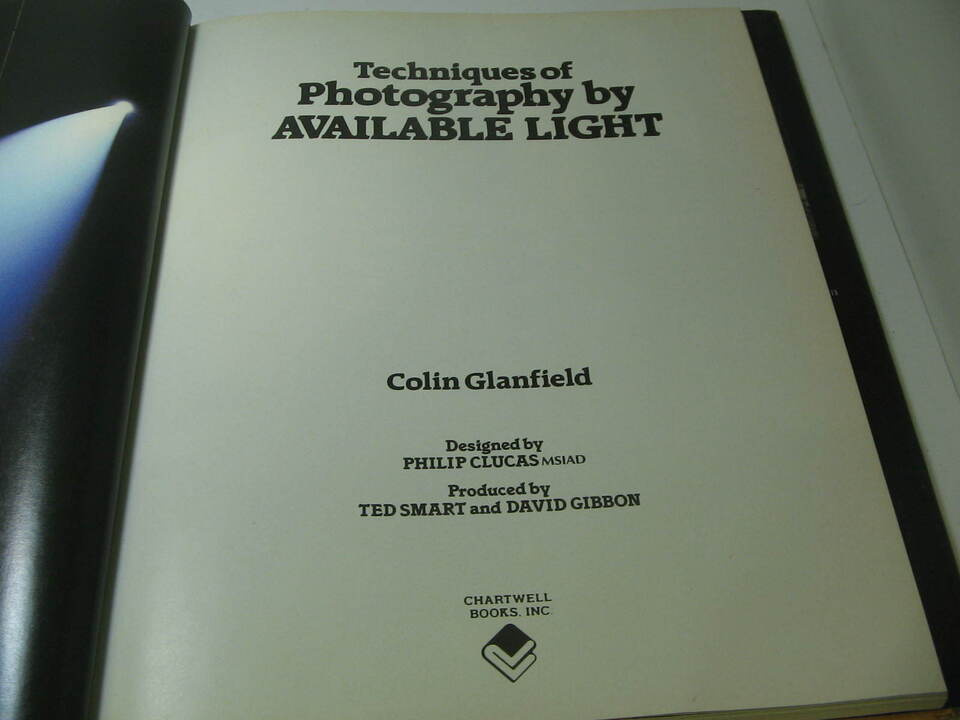 Techniques of
Photography by
AVAILABLE LIGHT
Colin Glanfield
Designed by
PHILIP CLUCAS MSIAD
Produced by
TED SMART and DAVID GIBBON
CHARTWELL
BOOKS, INC.